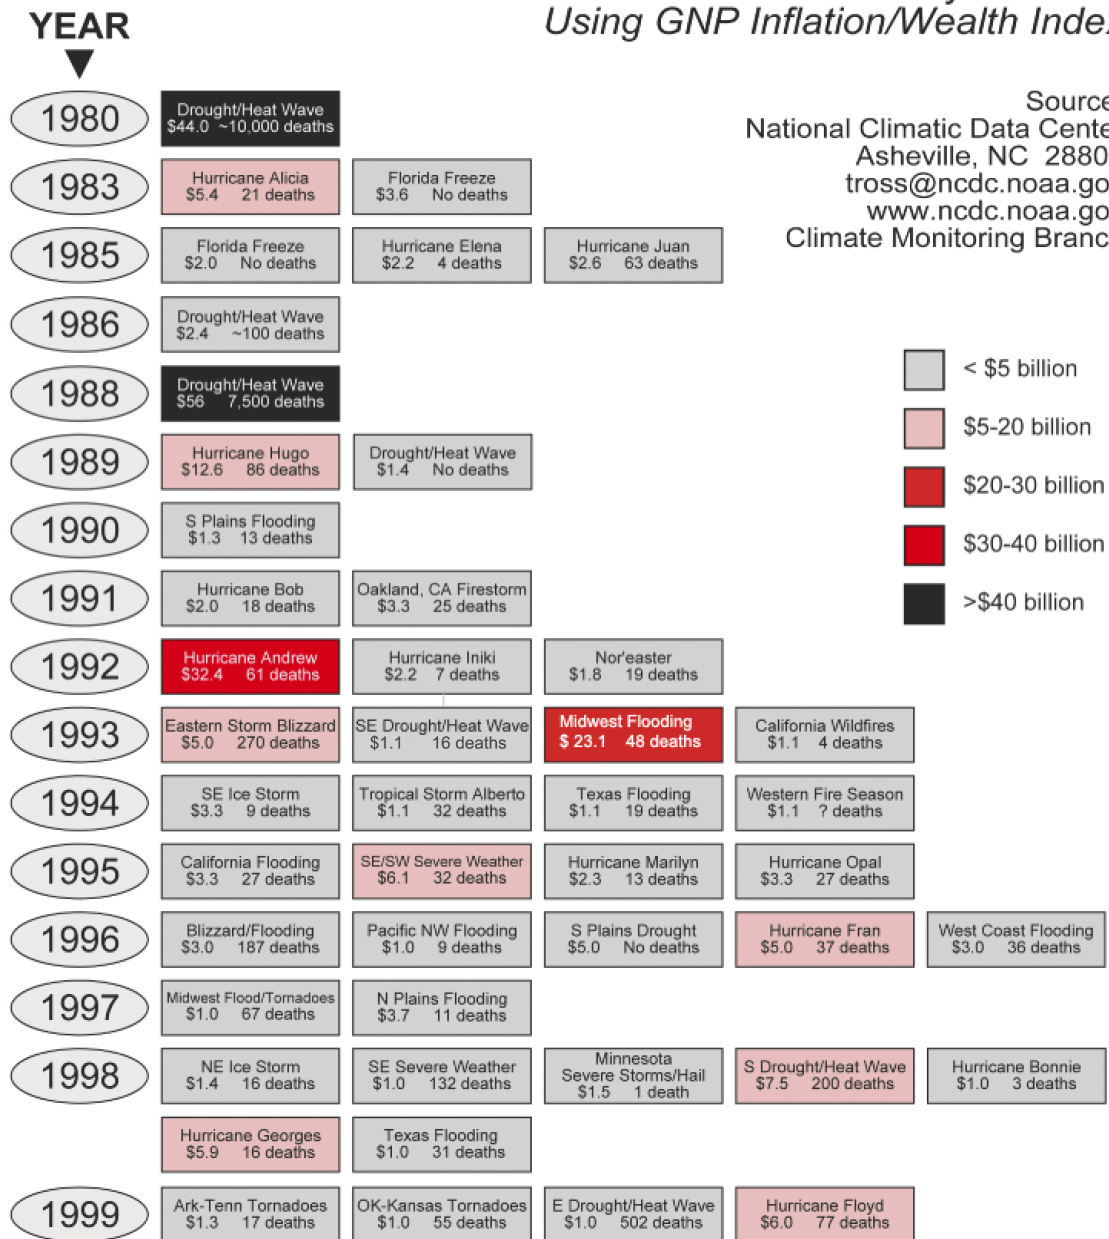 YEAR
Using GNP Inflation/Wealth Index
Source
National Climatic Data Cente
Asheville, NC 2880
tross@ncdc.noaa.go
www.ncdc.noaa.go
Climate Monitoring Branc
1980
Drought/Heat Wave
$44.0 ~10,000 deaths
1983
Hurricane Alicia
$5.4 21 deaths
Florida Freeze
$3.6 No deaths
1985
Florida Freeze
$2.0 No deaths
Hurricane Elena
$2.2 4 deaths
Hurricane Juan
$2.6 63 deaths
1986
Drought/Heat Wave
$2.4 ~100 deaths
< $5 billion
$5-20 billion
$20-30 billion
$30-40 billion
>$40 billion
1988
Drought/Heat Wave
$56 7,500 deaths
1989
Hurricane Hugo
$12.6 86 deaths
Drought/Heat Wave
$1.4 No deaths
1990
S Plains Flooding
$1.3 13 deaths
1991
Hurricane Bob
$2.0 18 deaths
Oakland, CA Firestorm
$3.3 25 deaths
1992
Hurricane Andrew
$32.4 61 deaths
Hurricane Iniki
$2.2 7 deaths
Nor'easter
$1.8 19 deaths
1993
Eastern Storm Blizzard
$5.0 270 deaths
SE Drought/Heat Wave
$1.1 16 deaths
Midwest Flooding
$ 23.1 48 deaths
California Wildfires
$1.1 4 deaths
1994
SE Ice Storm
$3.3 9 deaths
Tropical Storm Alberto
$1.1 32 deaths
Texas Flooding
$1.1 19 deaths
Western Fire Season
$1.1 ? deaths
1995
California Flooding
$3.3 27 deaths
SE/SW Severe Weather
$6.1 32 deaths
Hurricane Marilyn
$2.3 13 deaths
Hurricane Opal
$3.3 27 deaths
1996
Blizzard/Flooding
$3.0 187 deaths
Pacific NW Flooding
$1.0 9 deaths
S Plains Drought
$5.0 No deaths
Hurricane Fran
$5.0 37 deaths
West Coast Flooding
$3.0 36 deaths
1997
Midwest Flood/Tornadoes
$1.0 67 deaths
N Plains Flooding
$3.7 11 deaths
1998
NE Ice Storm
$1.4 16 deaths
SE Severe Weather
$1.0 132 deaths
Minnesota
Severe Storms/Hail
$1.5 1 death
S Drought/Heat Wave
$7.5 200 deaths
Hurricane Bonnie
$1.0 3 deaths
Hurricane Georges
$5.9 16 deaths
Texas Flooding
$1.0 31 deaths
1999
Ark-Tenn Tornadoes
$1.3 17 deaths
OK-Kansas Tornadoes
$1.0 55 deaths
E Drought/Heat Wave
$1.0 502 deaths
Hurricane Floyd
$6.0 77 deaths